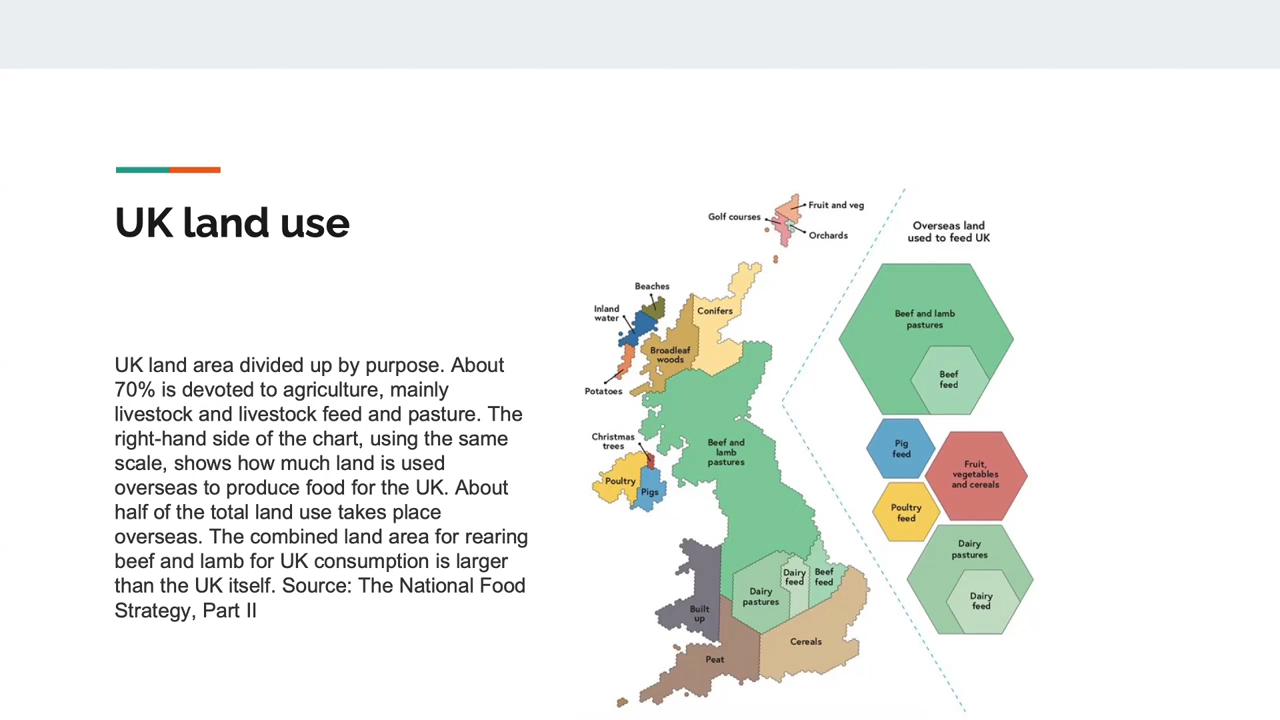 UK land use
UK land area divided up by purpose. About
70% is devoted to agriculture, mainly
livestock and livestock feed and pasture. The
right-hand side of the chart, using the same
scale, shows how much land is used
overseas to produce food for the UK. About
half of the total land use takes place
overseas. The combined land area for rearing
beef and lamb for UK consumption is larger
than the UK itself. Source: The National Food
Strategy, Part II
Fruit and veg
Golf courses
Orchards
Beaches
Inland
water
Conifers
Broadleaf
woods
Potatoes
Christmas
trees
Poultry
Pigs
Beef and
lamb
pastures
Dairy
feed
Beef
feed
Dairy
pastures
Built
up
Cereals
Peat
Overseas land
used to feed UK
Beef and lamb
pastures
Beef
feed
Pig
feed
Fruit,
vegetables
and cereals
Poultry
feed
Dairy
pastures
Dairy
feed